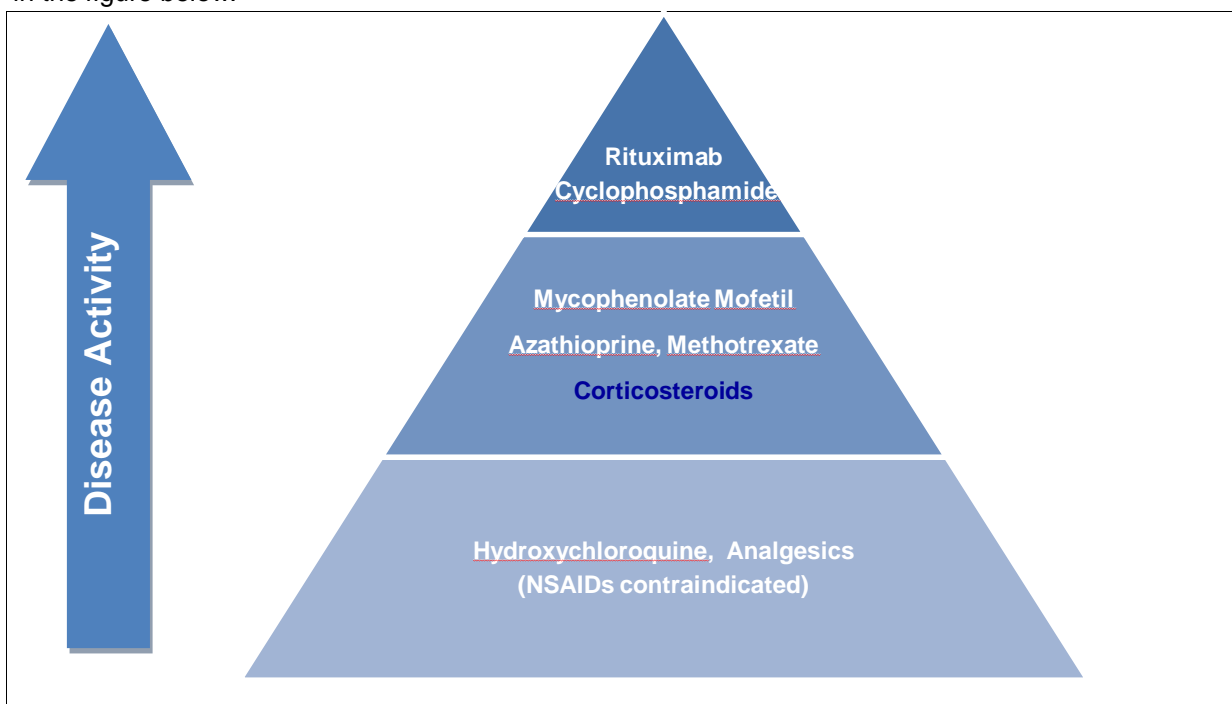 Disease Activity
Rituximab
Cyclophosphamide
Mycophenolate Mofetil
Azathioprine, Methotrexate
Corticosteroids
Hydroxychloroquine, Analgesics
(NSAIDs contraindicated)